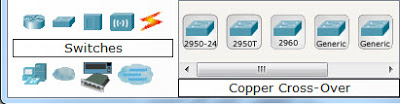 2950-24 2950T 2960 Generic Generic
Switches
Copper Cross-Over